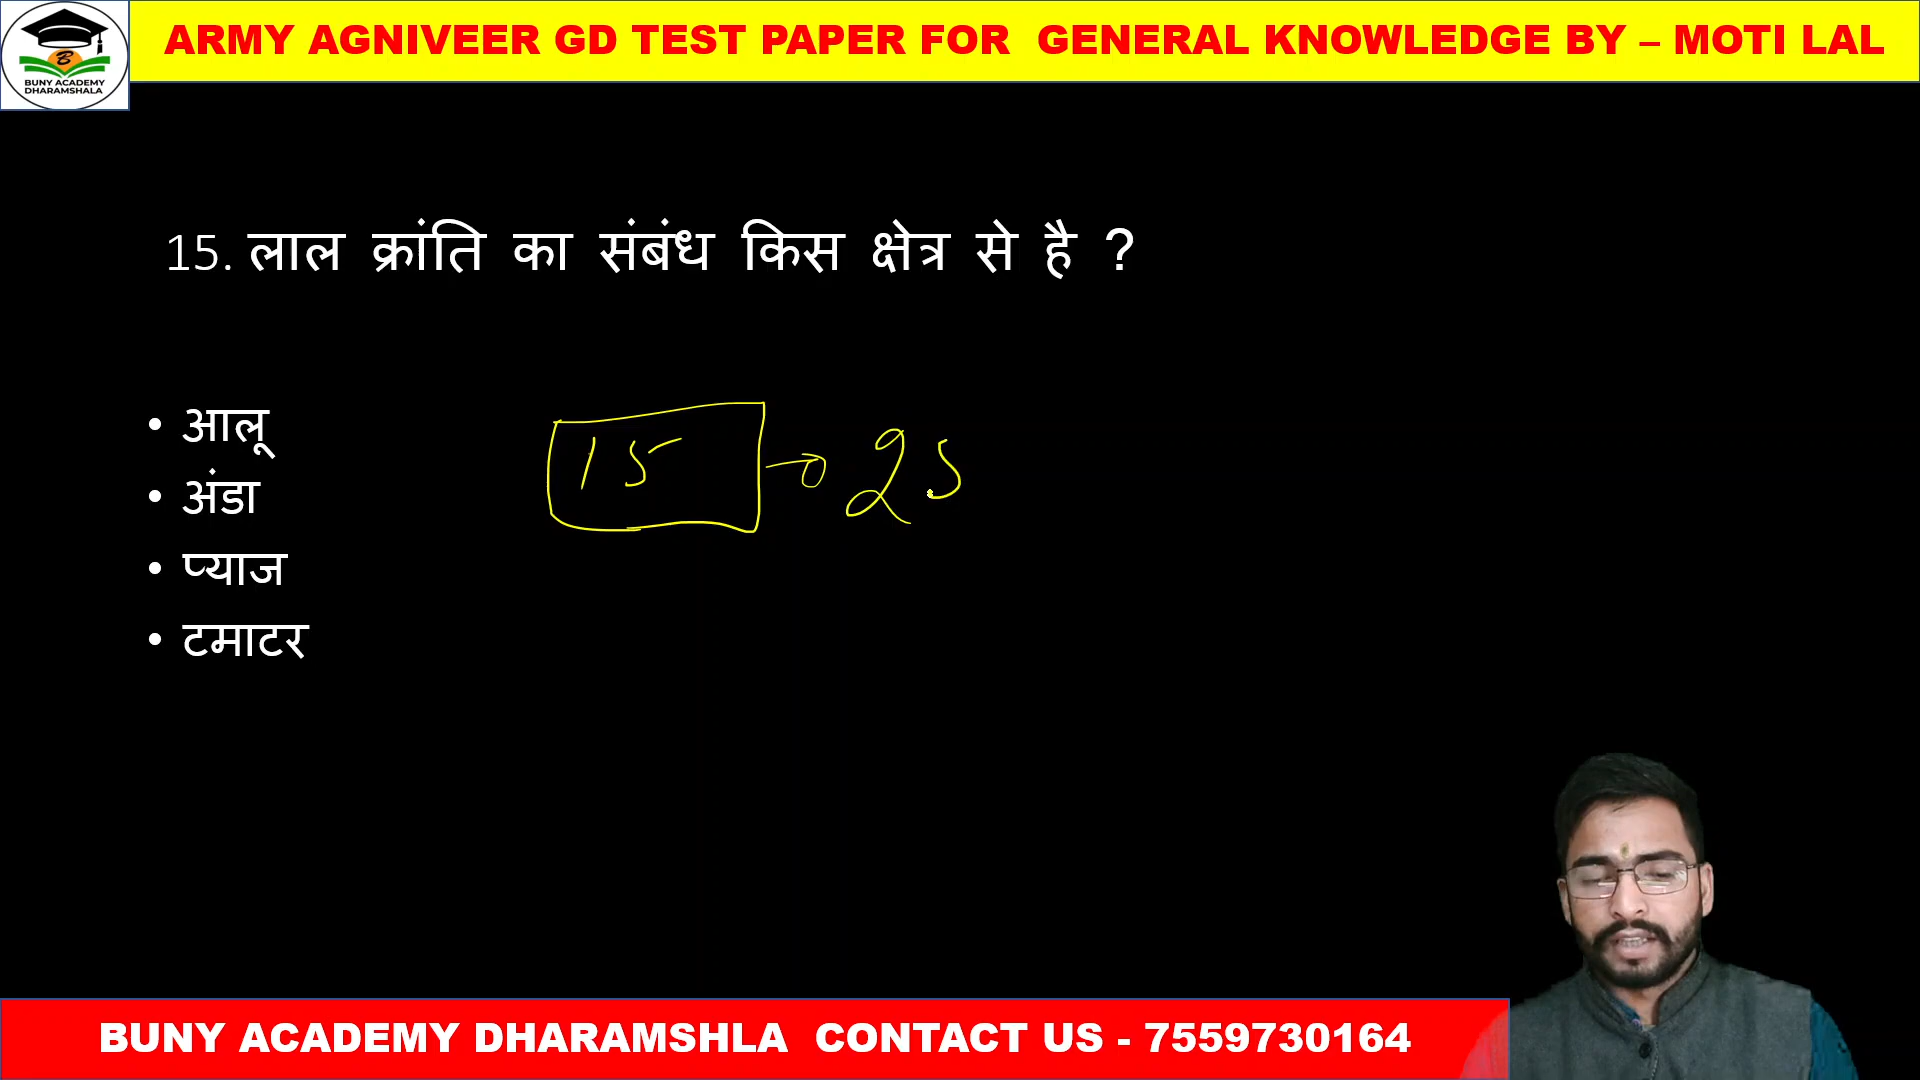 BUNY ACADEMY
DHARAMSHALA
ARMY AGNIVEER GD TEST PAPER FOR GENERAL KNOWLEDGE BY – MOTI LAL
15. लाल क्रांति का संबंध किस क्षेत्र से है ?
• आलू
• अंडा
• प्याज
• टमाटर
15 → 25
BUNY ACADEMY DHARAMSHLA CONTACT US - 7559730164